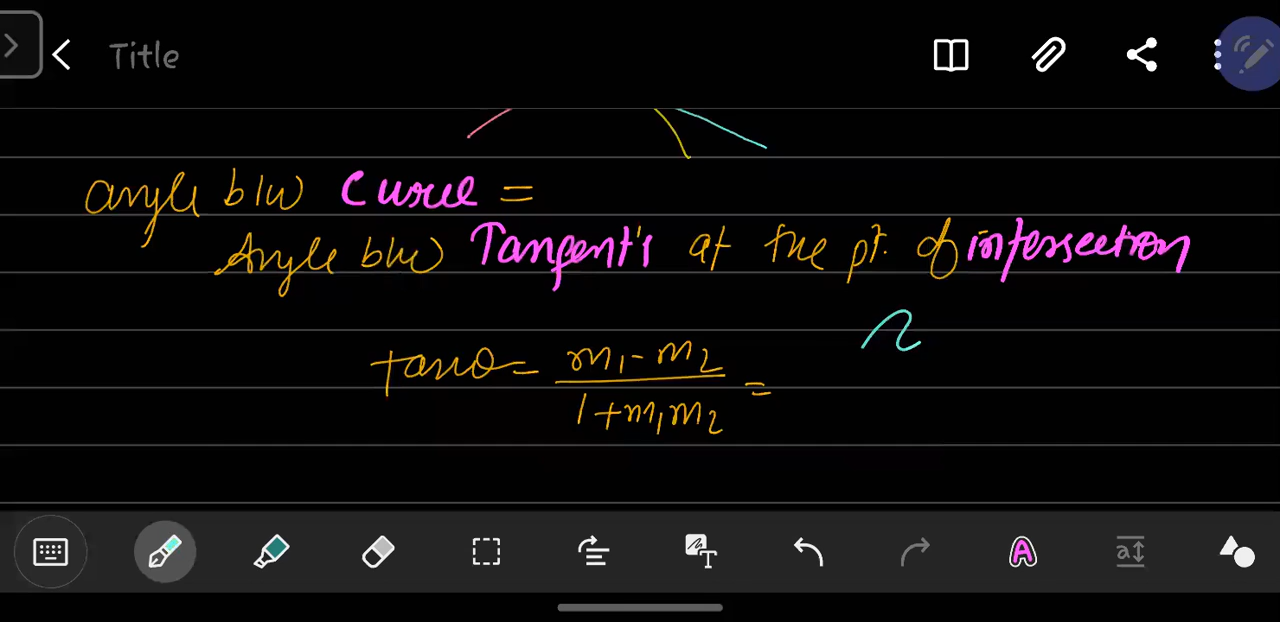 Title
angle b/w Curve =
Angle b/w Tangent's at the pt. of intersection
tanθ = m₁ - m₂ / 1 + m₁m₂ =